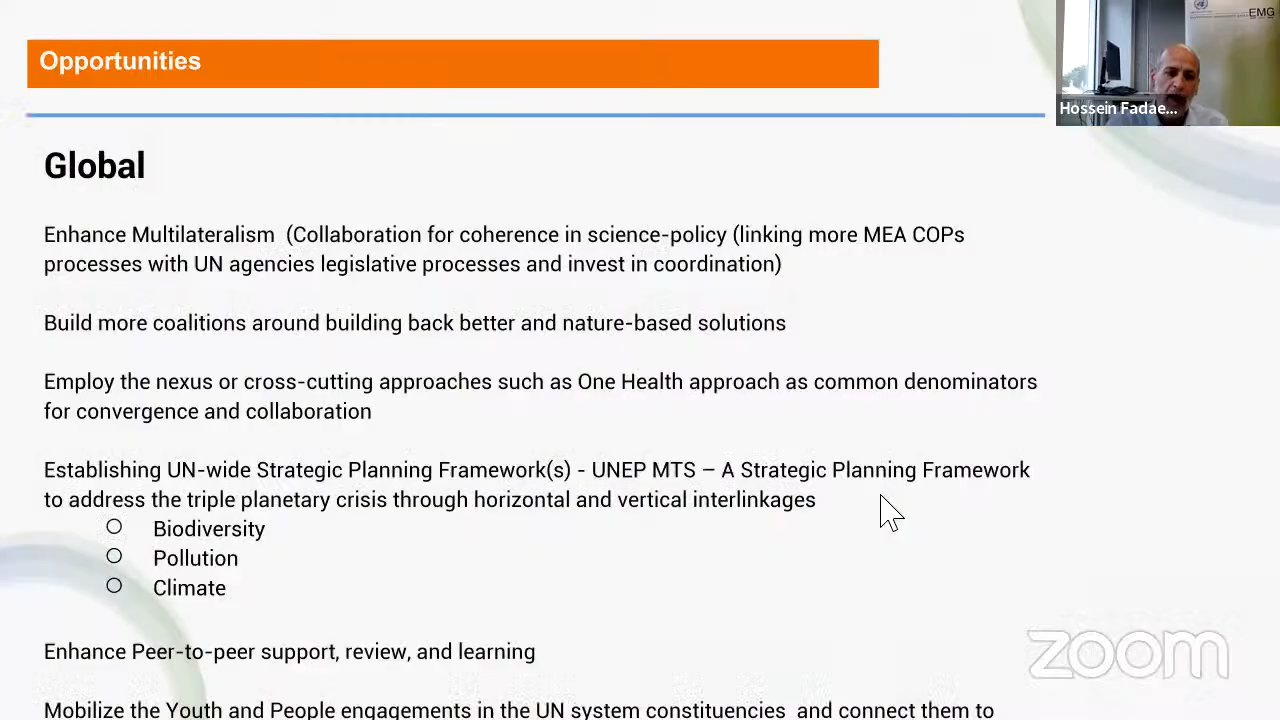 Opportunities
EMG
Hossein Fadae...
Global
Enhance Multilateralism (Collaboration for coherence in science-policy (linking more MEA COPs
processes with UN agencies legislative processes and invest in coordination)
Build more coalitions around building back better and nature-based solutions
Employ the nexus or cross-cutting approaches such as One Health approach as common denominators
for convergence and collaboration
Establishing UN-wide Strategic Planning Framework(s) - UNEP MTS – A Strategic Planning Framework
to address the triple planetary crisis through horizontal and vertical interlinkages
Biodiversity
Pollution
Climate
Enhance Peer-to-peer support, review, and learning
Mobilize the Youth and People engagements in the UN system constituencies and connect them to
zoom